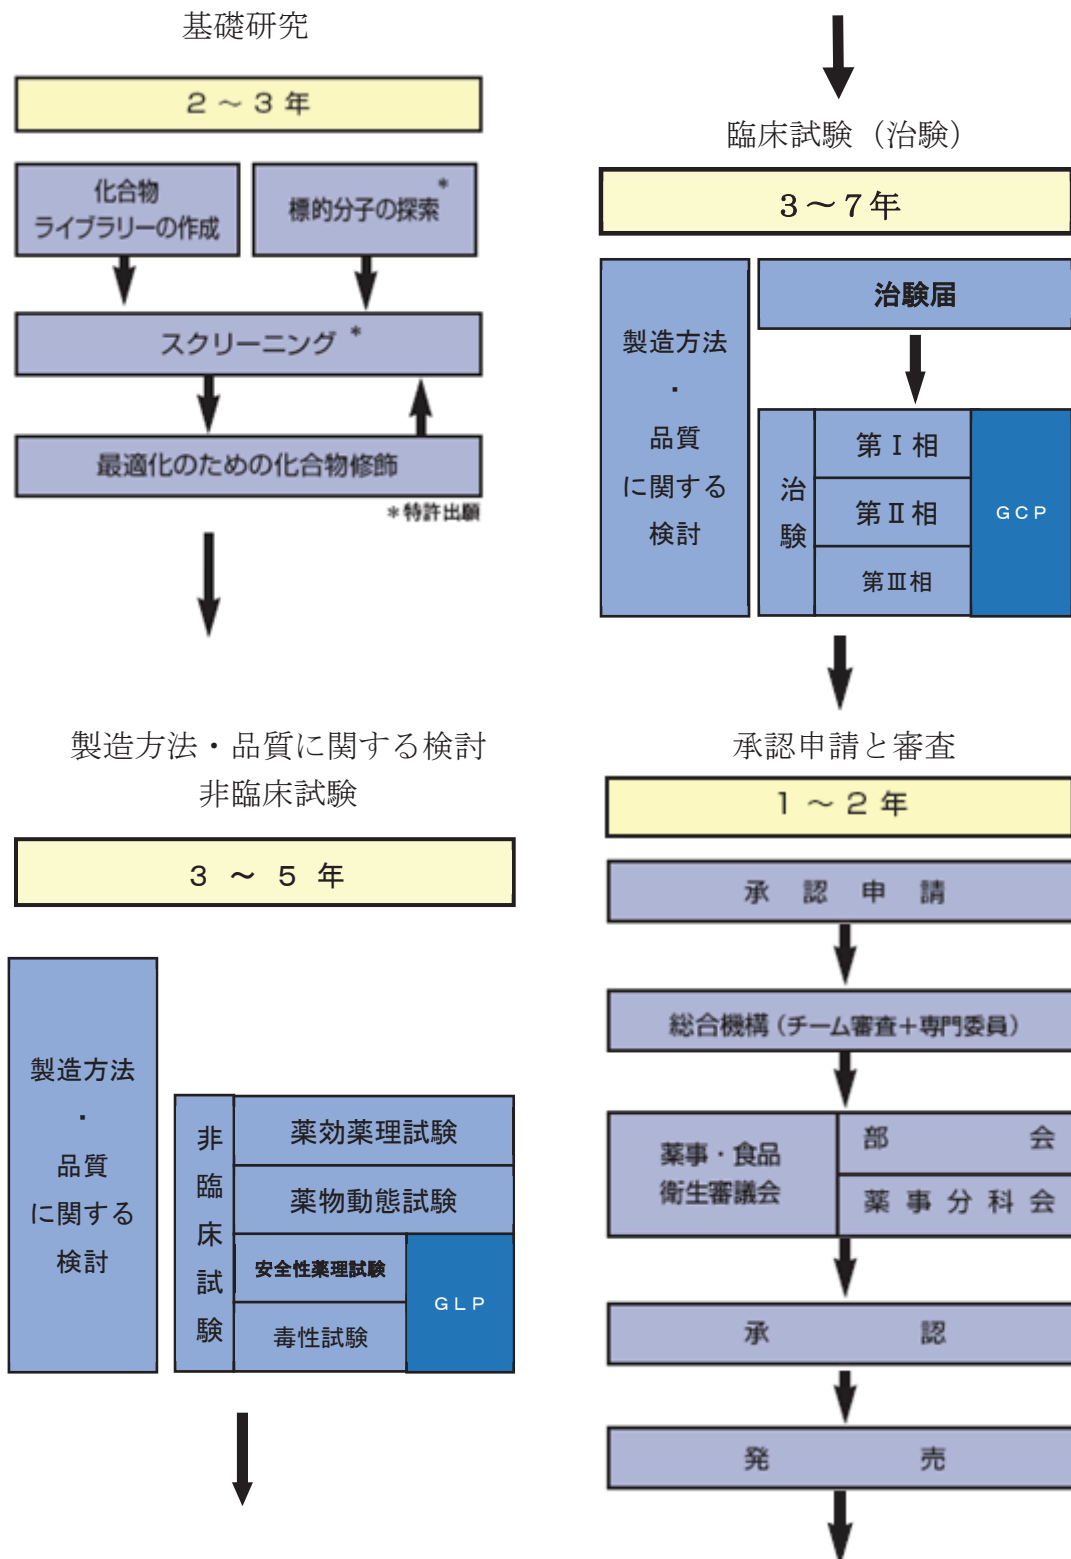 基礎研究
2 ～ 3 年
化合物
ライブラリーの作成
標的分子の探索*
スクリーニング*
最適化のための化合物修飾
＊特許出願
製造方法・品質に関する検討
非臨床試験
3 ～ 5 年
製造方法
・
品質
に関する
検討
非臨床試験
薬効薬理試験
薬物動態試験
安全性薬理試験
毒性試験
GLP
臨床試験（治験）
3～7年
製造方法
・
品質
に関する
検討
治験届
治験
第Ⅰ相
第Ⅱ相
第Ⅲ相
GCP
承認申請と審査
1 ～ 2 年
承認申請
総合機構（チーム審査＋専門委員）
薬事・食品
衛生審議会
部会
薬事分科会
承認
発売